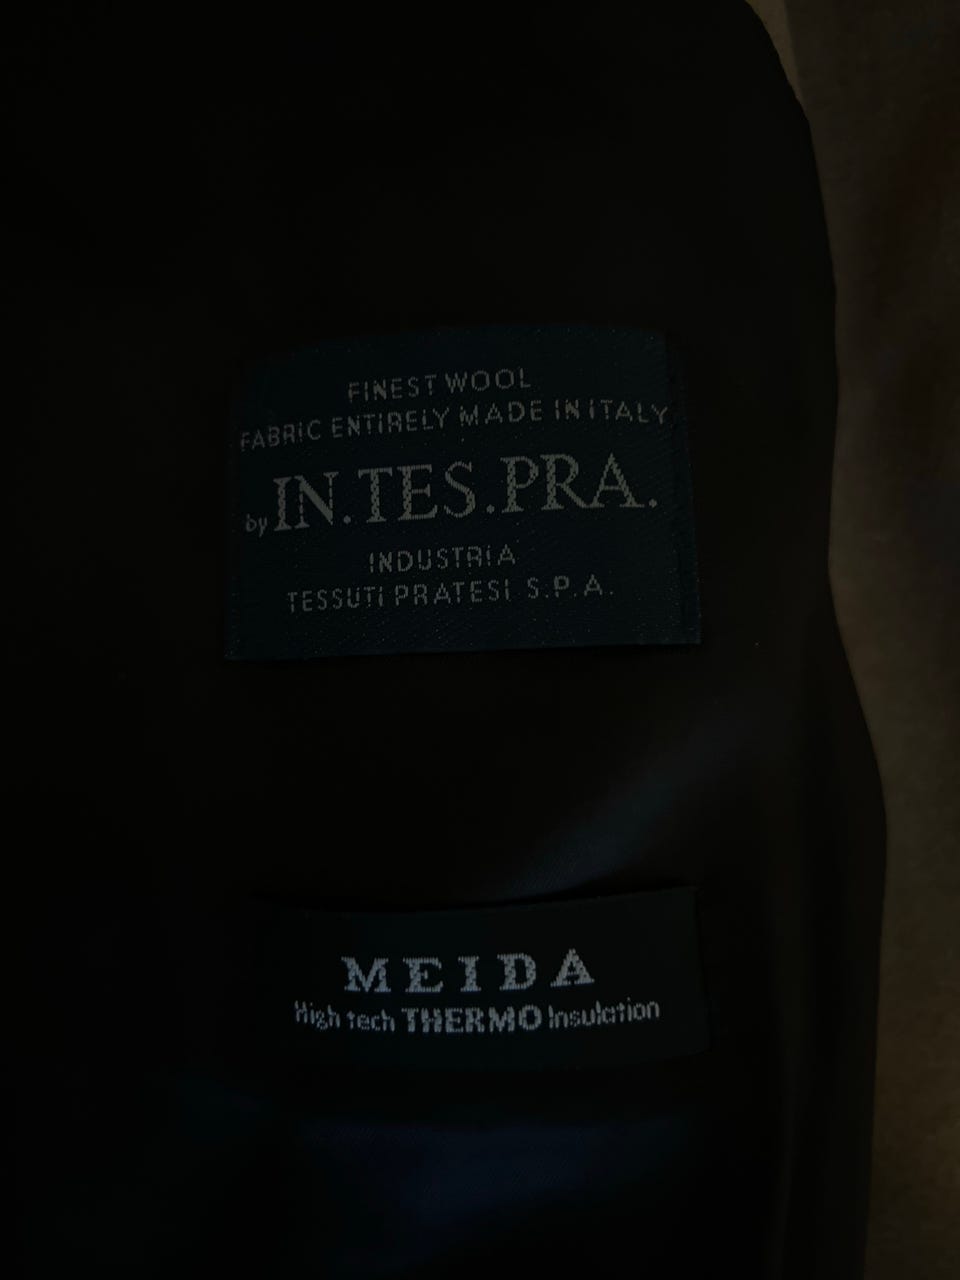 FINEST WOOL
FABRIC ENTIRELY MADE IN ITALY
by IN.TES.PRA.
INDUSTRIA
TESSUTI PRATESI S.P.A.
MEIDA
High tech THERMO Insulation